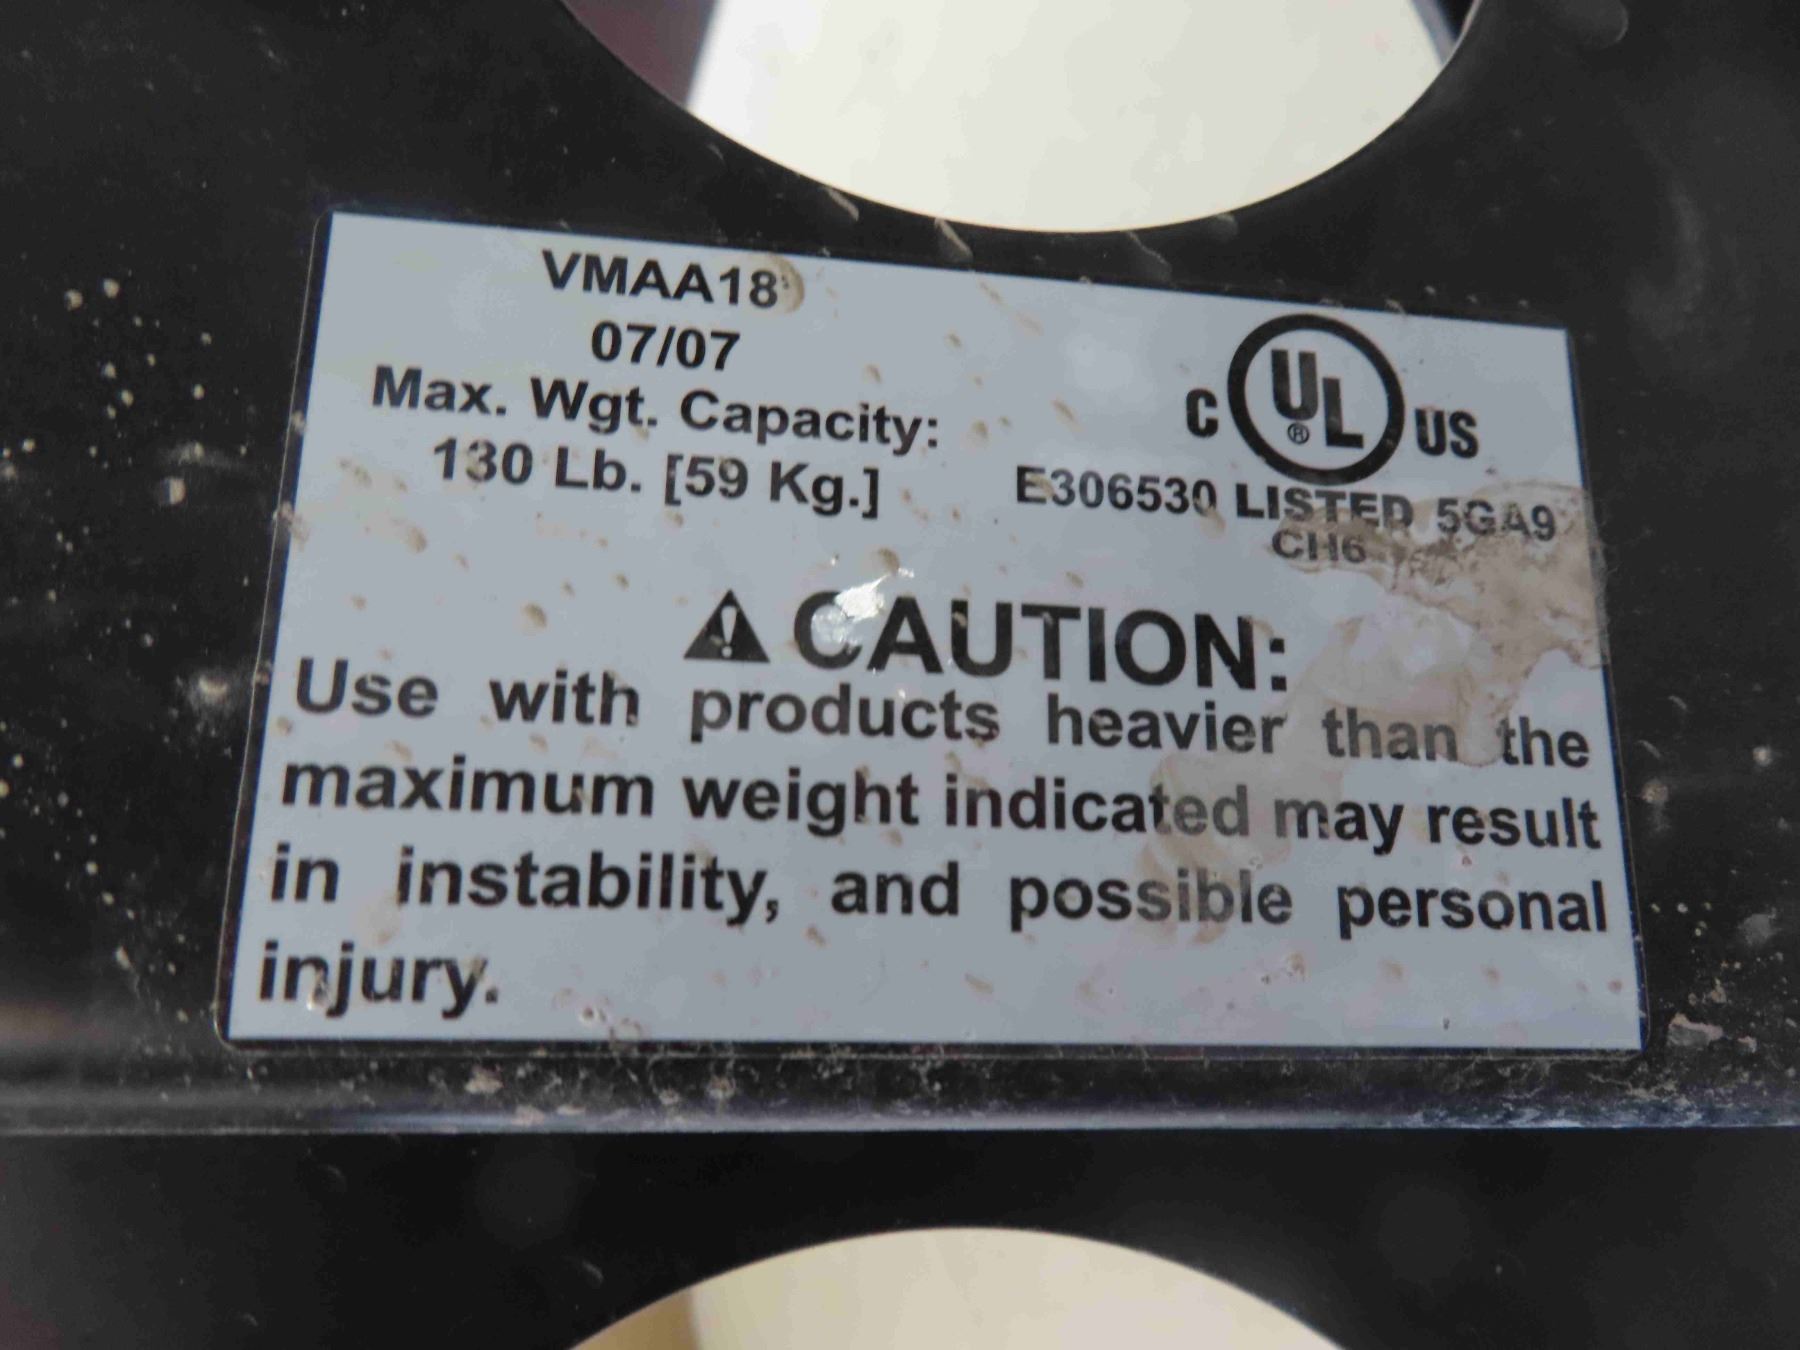 VMAA18
07/07
Max. Wgt. Capacity:
130 Lb. [59 Kg.]
C UL ® US
E306530 LISTED 5GA9
CH6
CAUTION:
Use with products heavier than the
maximum weight indicated may result
in instability, and possible personal
injury.